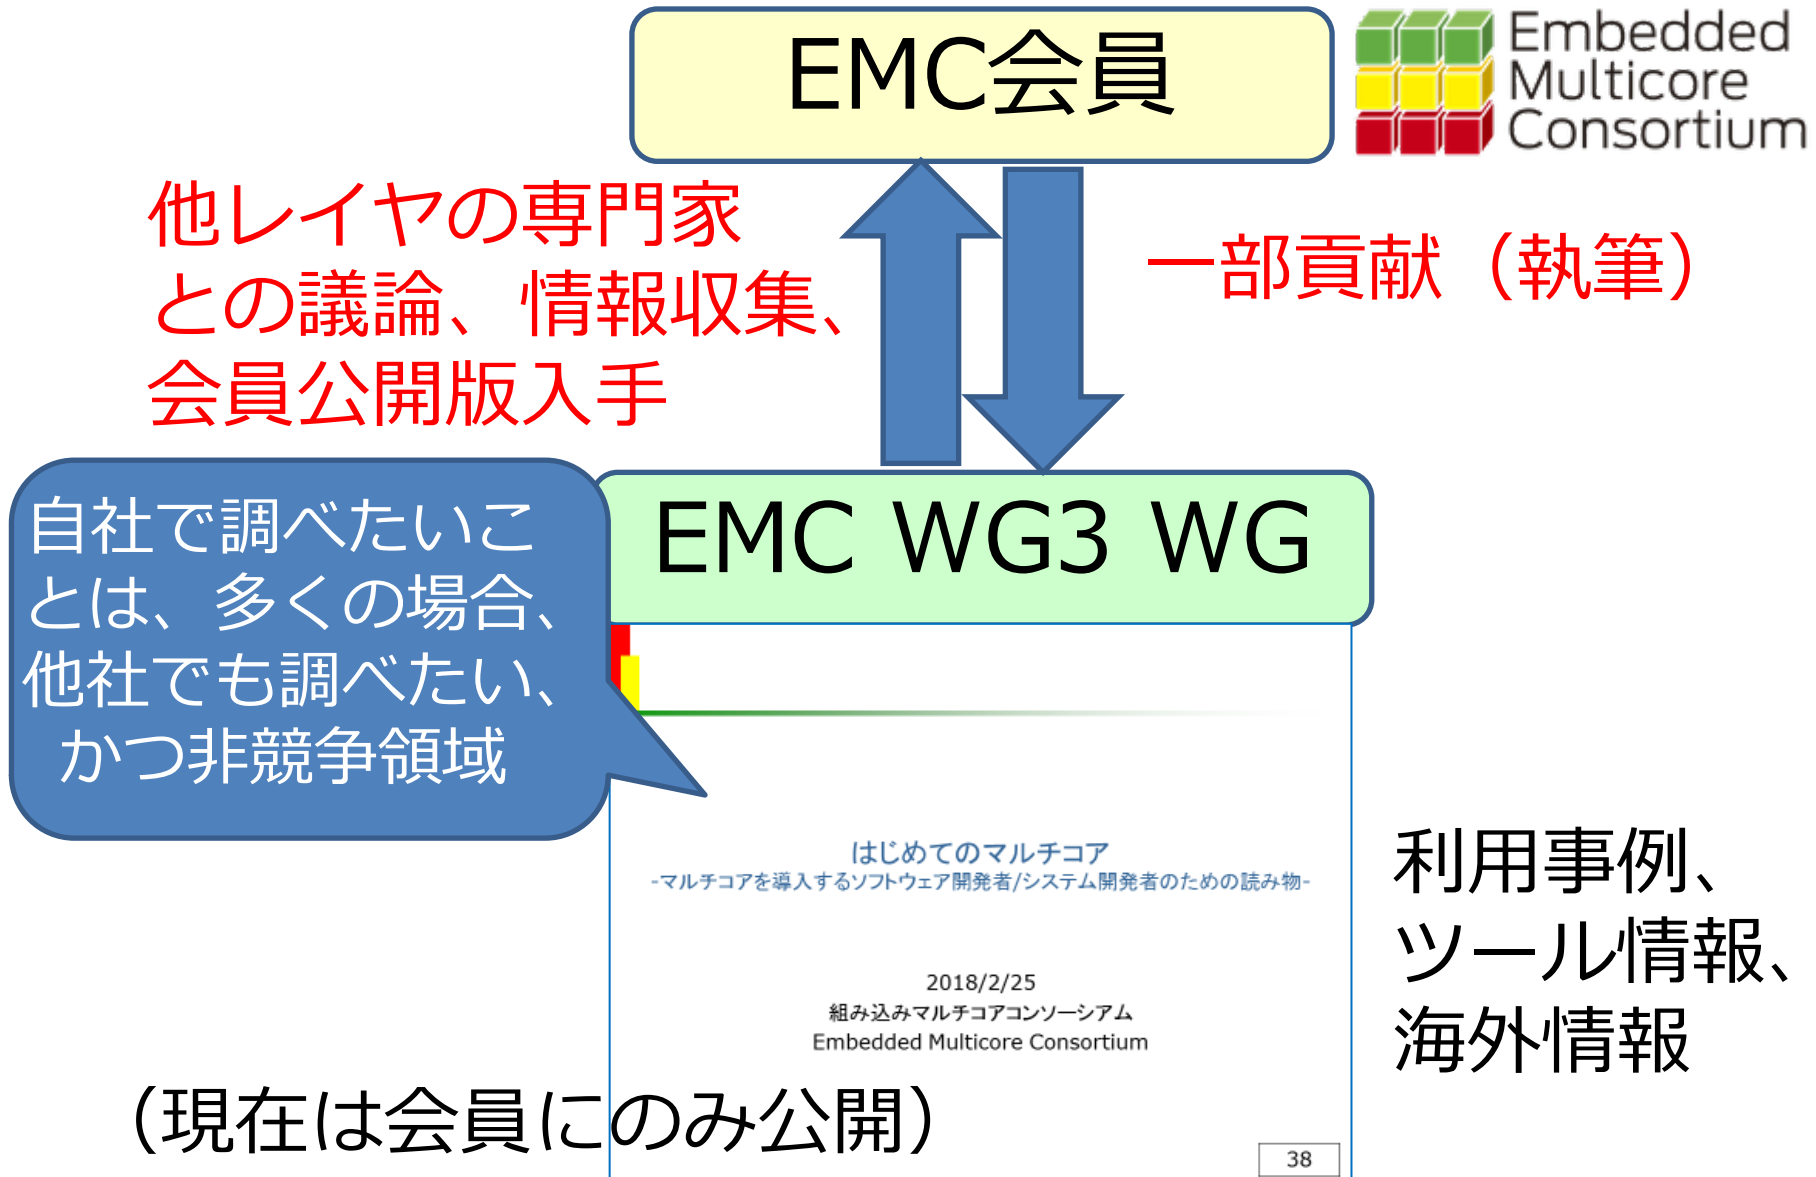 EMC会員
Embedded
Multicore
Consortium
他レイヤの専門家
との議論、情報収集、
会員公開版入手
一部貢献（執筆）
EMC WG3 WG
自社で調べたいこ
とは、多くの場合、
他社でも調べたい、
かつ非競争領域
はじめてのマルチコア
-マルチコアを導入するソフトウェア開発者/システム開発者のための読み物-
2018/2/25
組み込みマルチコアコンソーシアム
Embedded Multicore Consortium
利用事例、
ツール情報、
海外情報
（現在は会員にのみ公開）
38